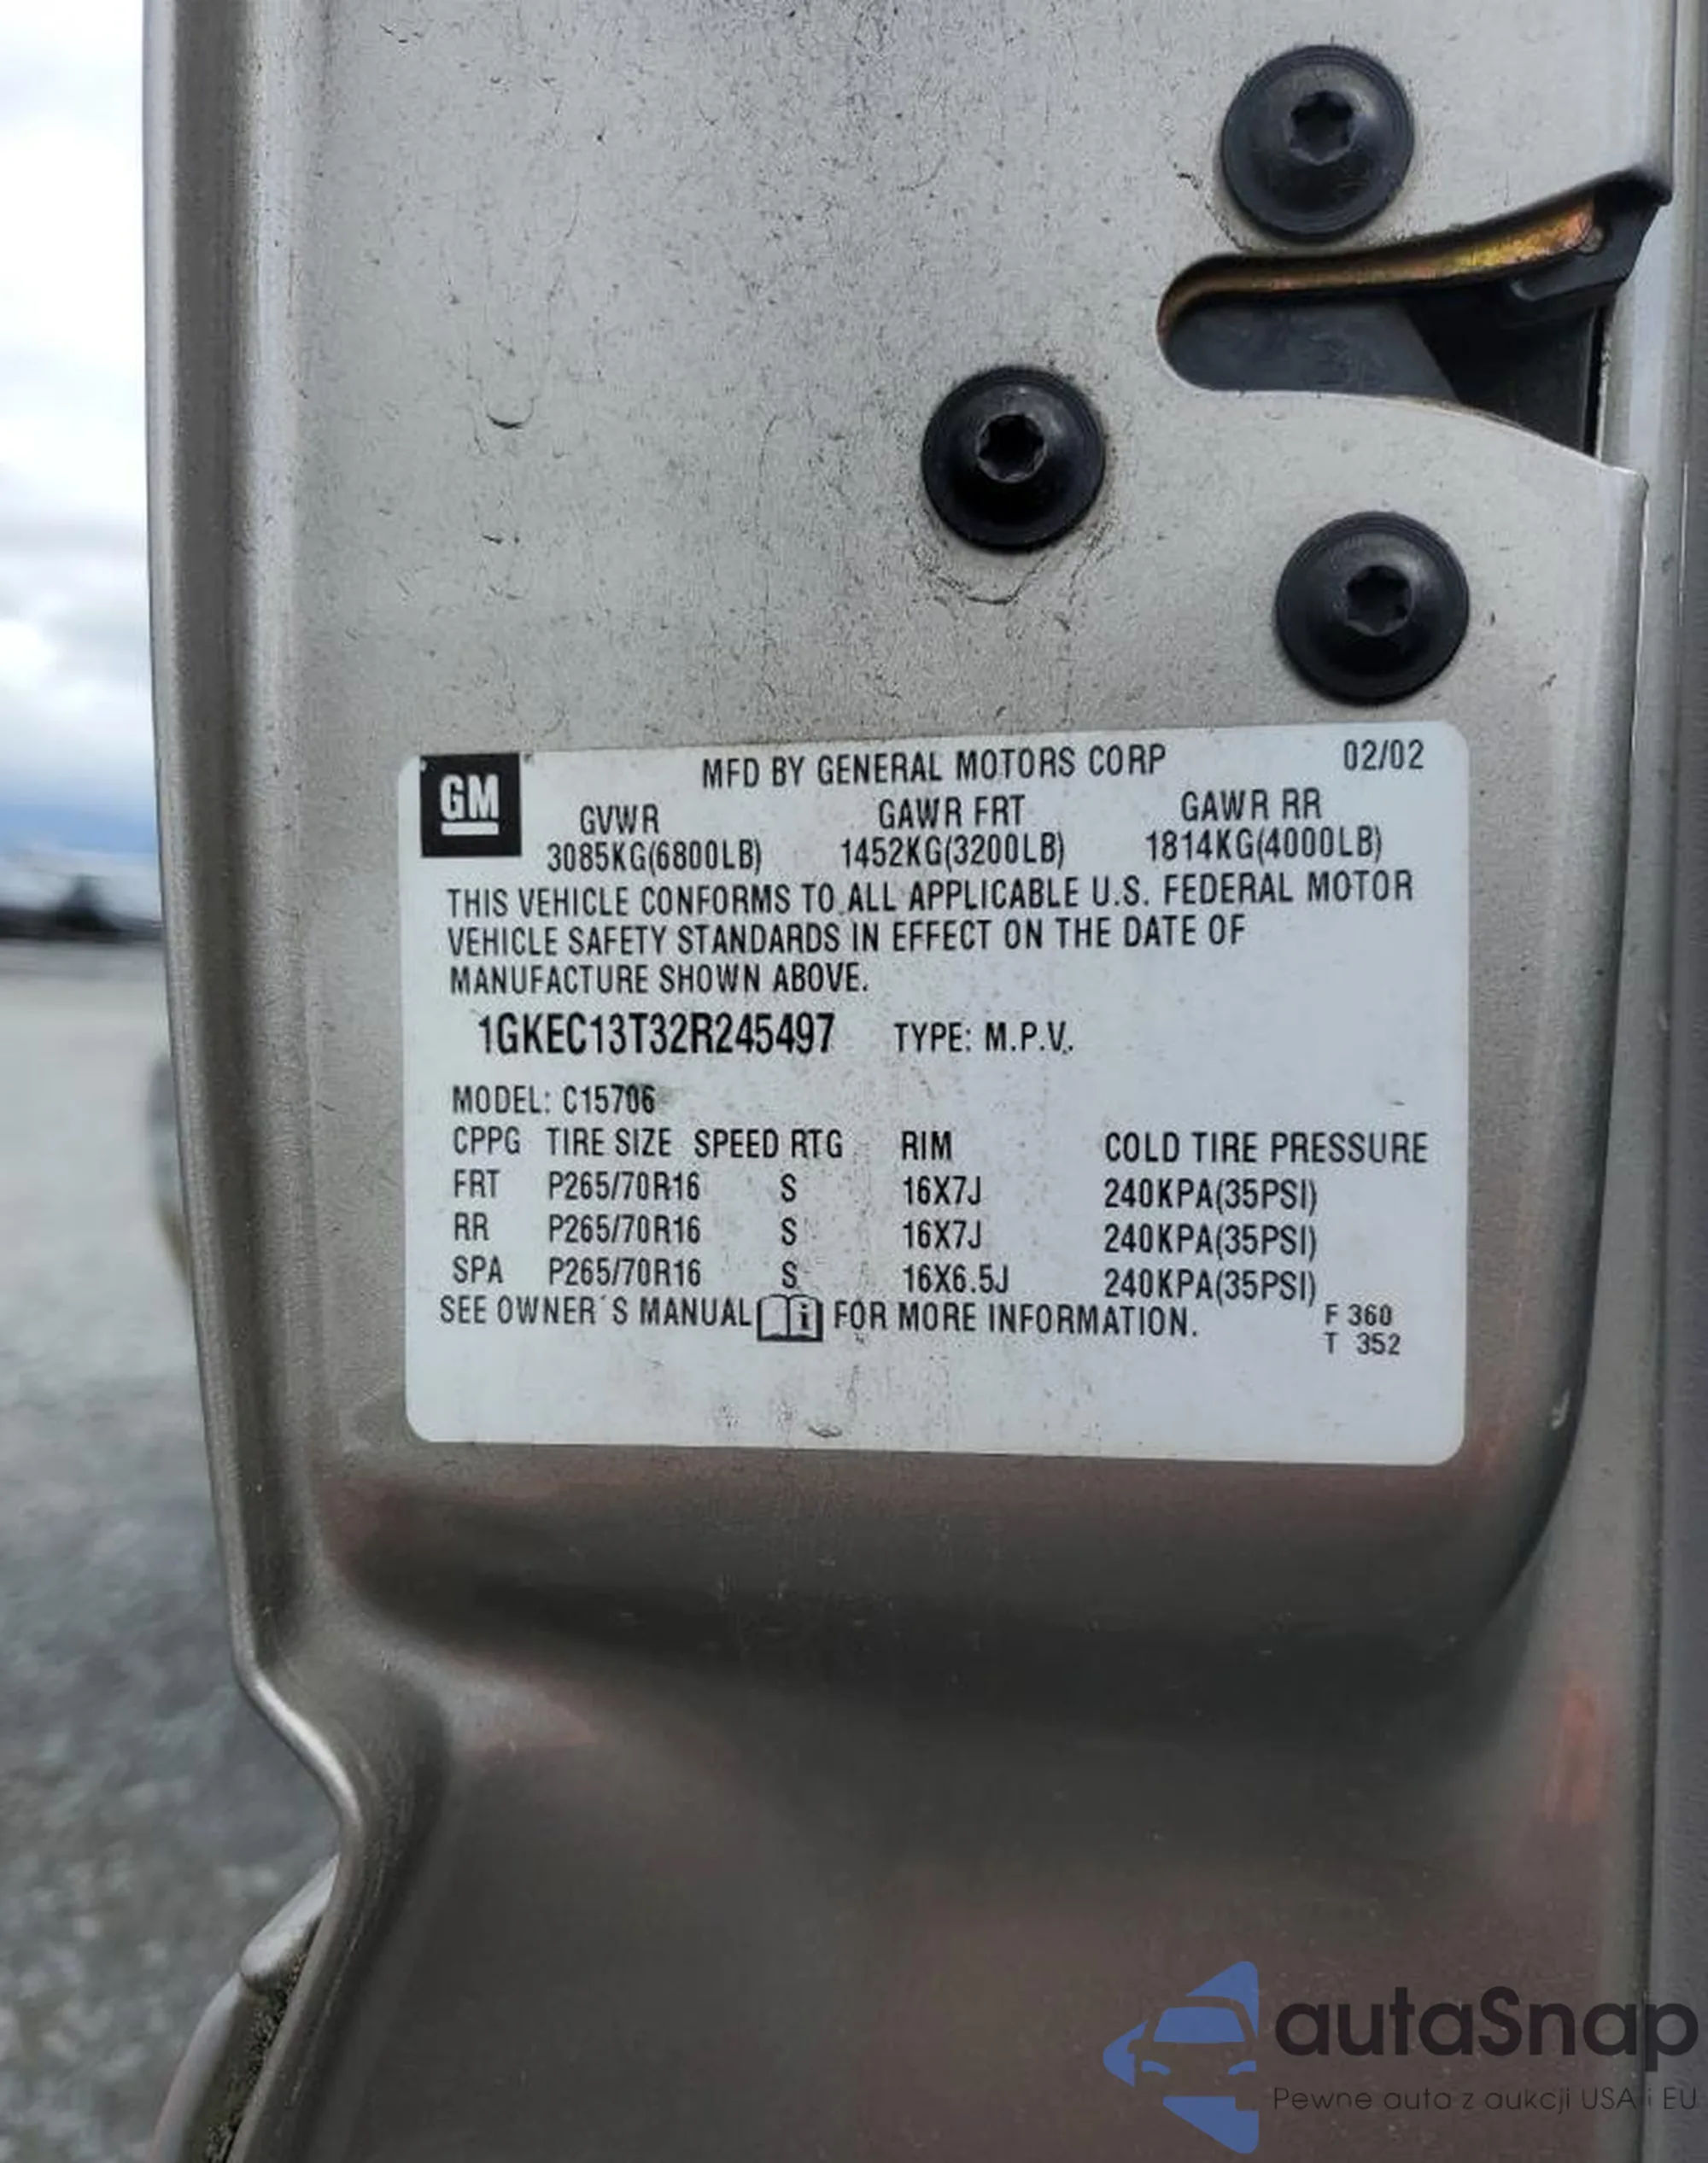 GM MFD BY GENERAL MOTORS CORP 02/02
GVWR GAWR FRT GAWR RR
3085KG(6800LB) 1452KG(3200LB) 1814KG(4000LB)
THIS VEHICLE CONFORMS TO ALL APPLICABLE U.S. FEDERAL MOTOR
VEHICLE SAFETY STANDARDS IN EFFECT ON THE DATE OF
MANUFACTURE SHOWN ABOVE.
1GKEC13T32R245497 TYPE: M.P.V.
MODEL: C15706
CPPG TIRE SIZE SPEED RTG RIM COLD TIRE PRESSURE
FRT P265/70R16 S 16X7J 240KPA(35PSI)
RR P265/70R16 S 16X7J 240KPA(35PSI)
SPA P265/70R16 S 16X6.5J 240KPA(35PSI)
SEE OWNER´S MANUAL i FOR MORE INFORMATION. F 360
T 352
autaSnap
Pewne auta z aukcji USA i EU